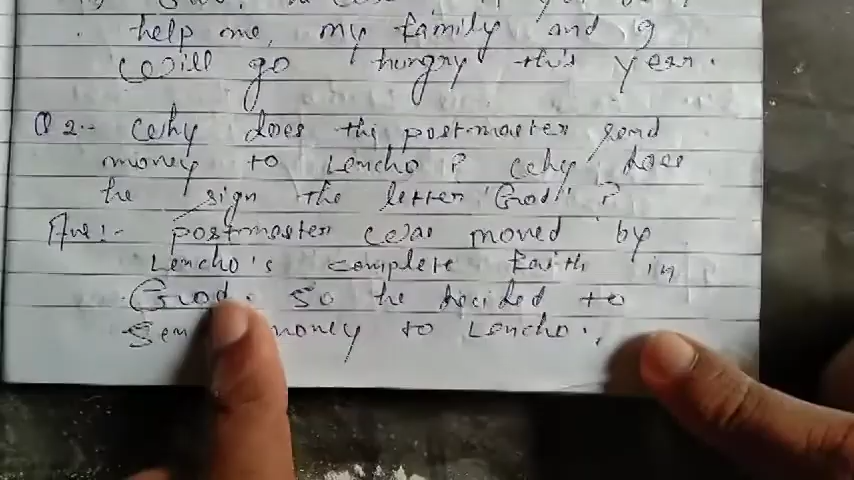 help me, my family and I
will go hungry this year.
Q 2.- Why does the postmaster send
money to Lencho? Why does
he sign the letter 'God'?
Ans:- postmaster was moved by
Lencho's complete faith in
God. So he decided to
Send money to Lencho.